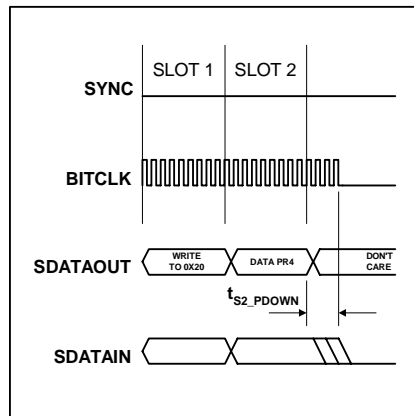 SLOT 1 SLOT 2
SYNC
BITCLK
SDATAOUT
WRITE
TO 0X20
DATA PR4
DON'T
CARE
tS2_PDOWN
SDATAIN